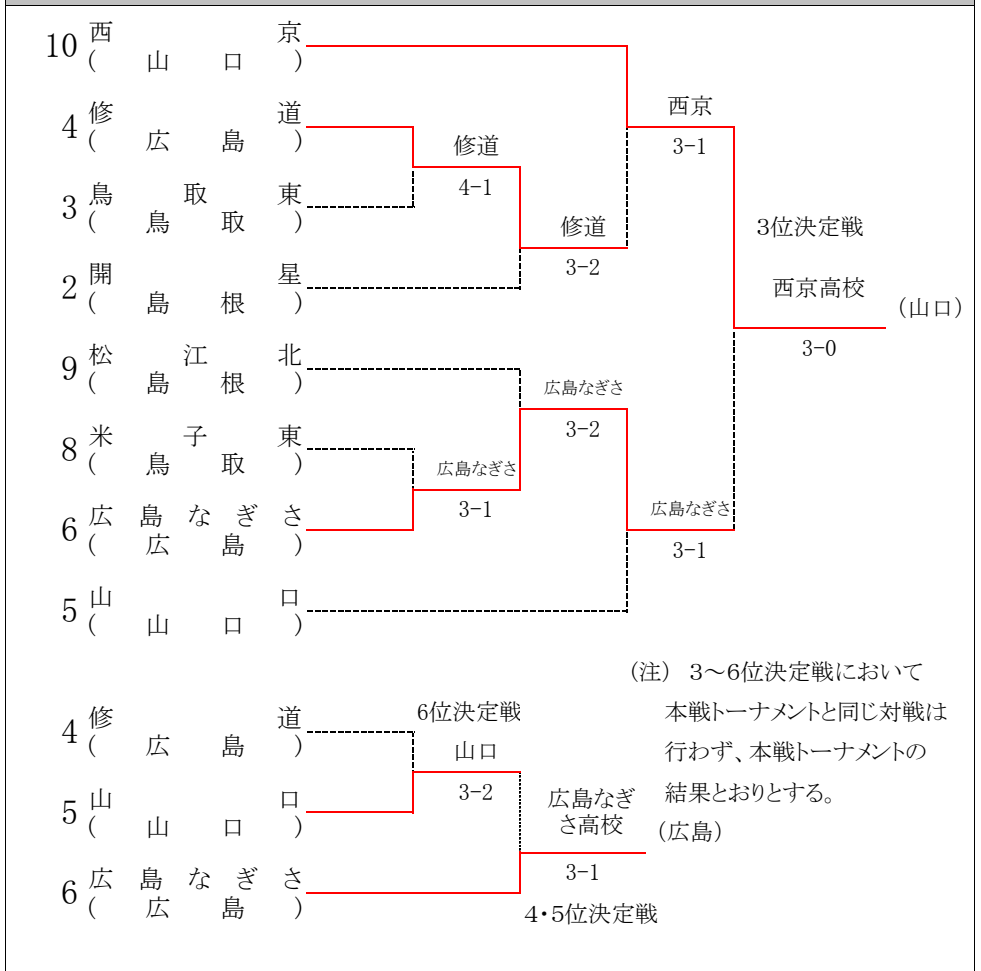 10 西京
(山口)
4 修道
(広島)
3 鳥取東
(鳥取)
2 開星
(島根)
9 松江北
(島根)
8 米子東
(鳥取)
6 広島なぎさ
(広島)
5 山口
(山口)
修道
4-1
修道
3-2
西京
3-1
広島なぎさ
3-1
広島なぎさ
3-2
広島なぎさ
3-1
3位決定戦
西京高校
(山口)
3-0
(注) 3～6位決定戦において
本戦トーナメントと同じ対戦は
行わず、本戦トーナメントの
結果とおりとする。
4 修道
(広島)
5 山口
(山口)
6 広島なぎさ
(広島)
6位決定戦
山口
3-2
広島なぎ
さ高校
(広島)
3-1
4・5位決定戦